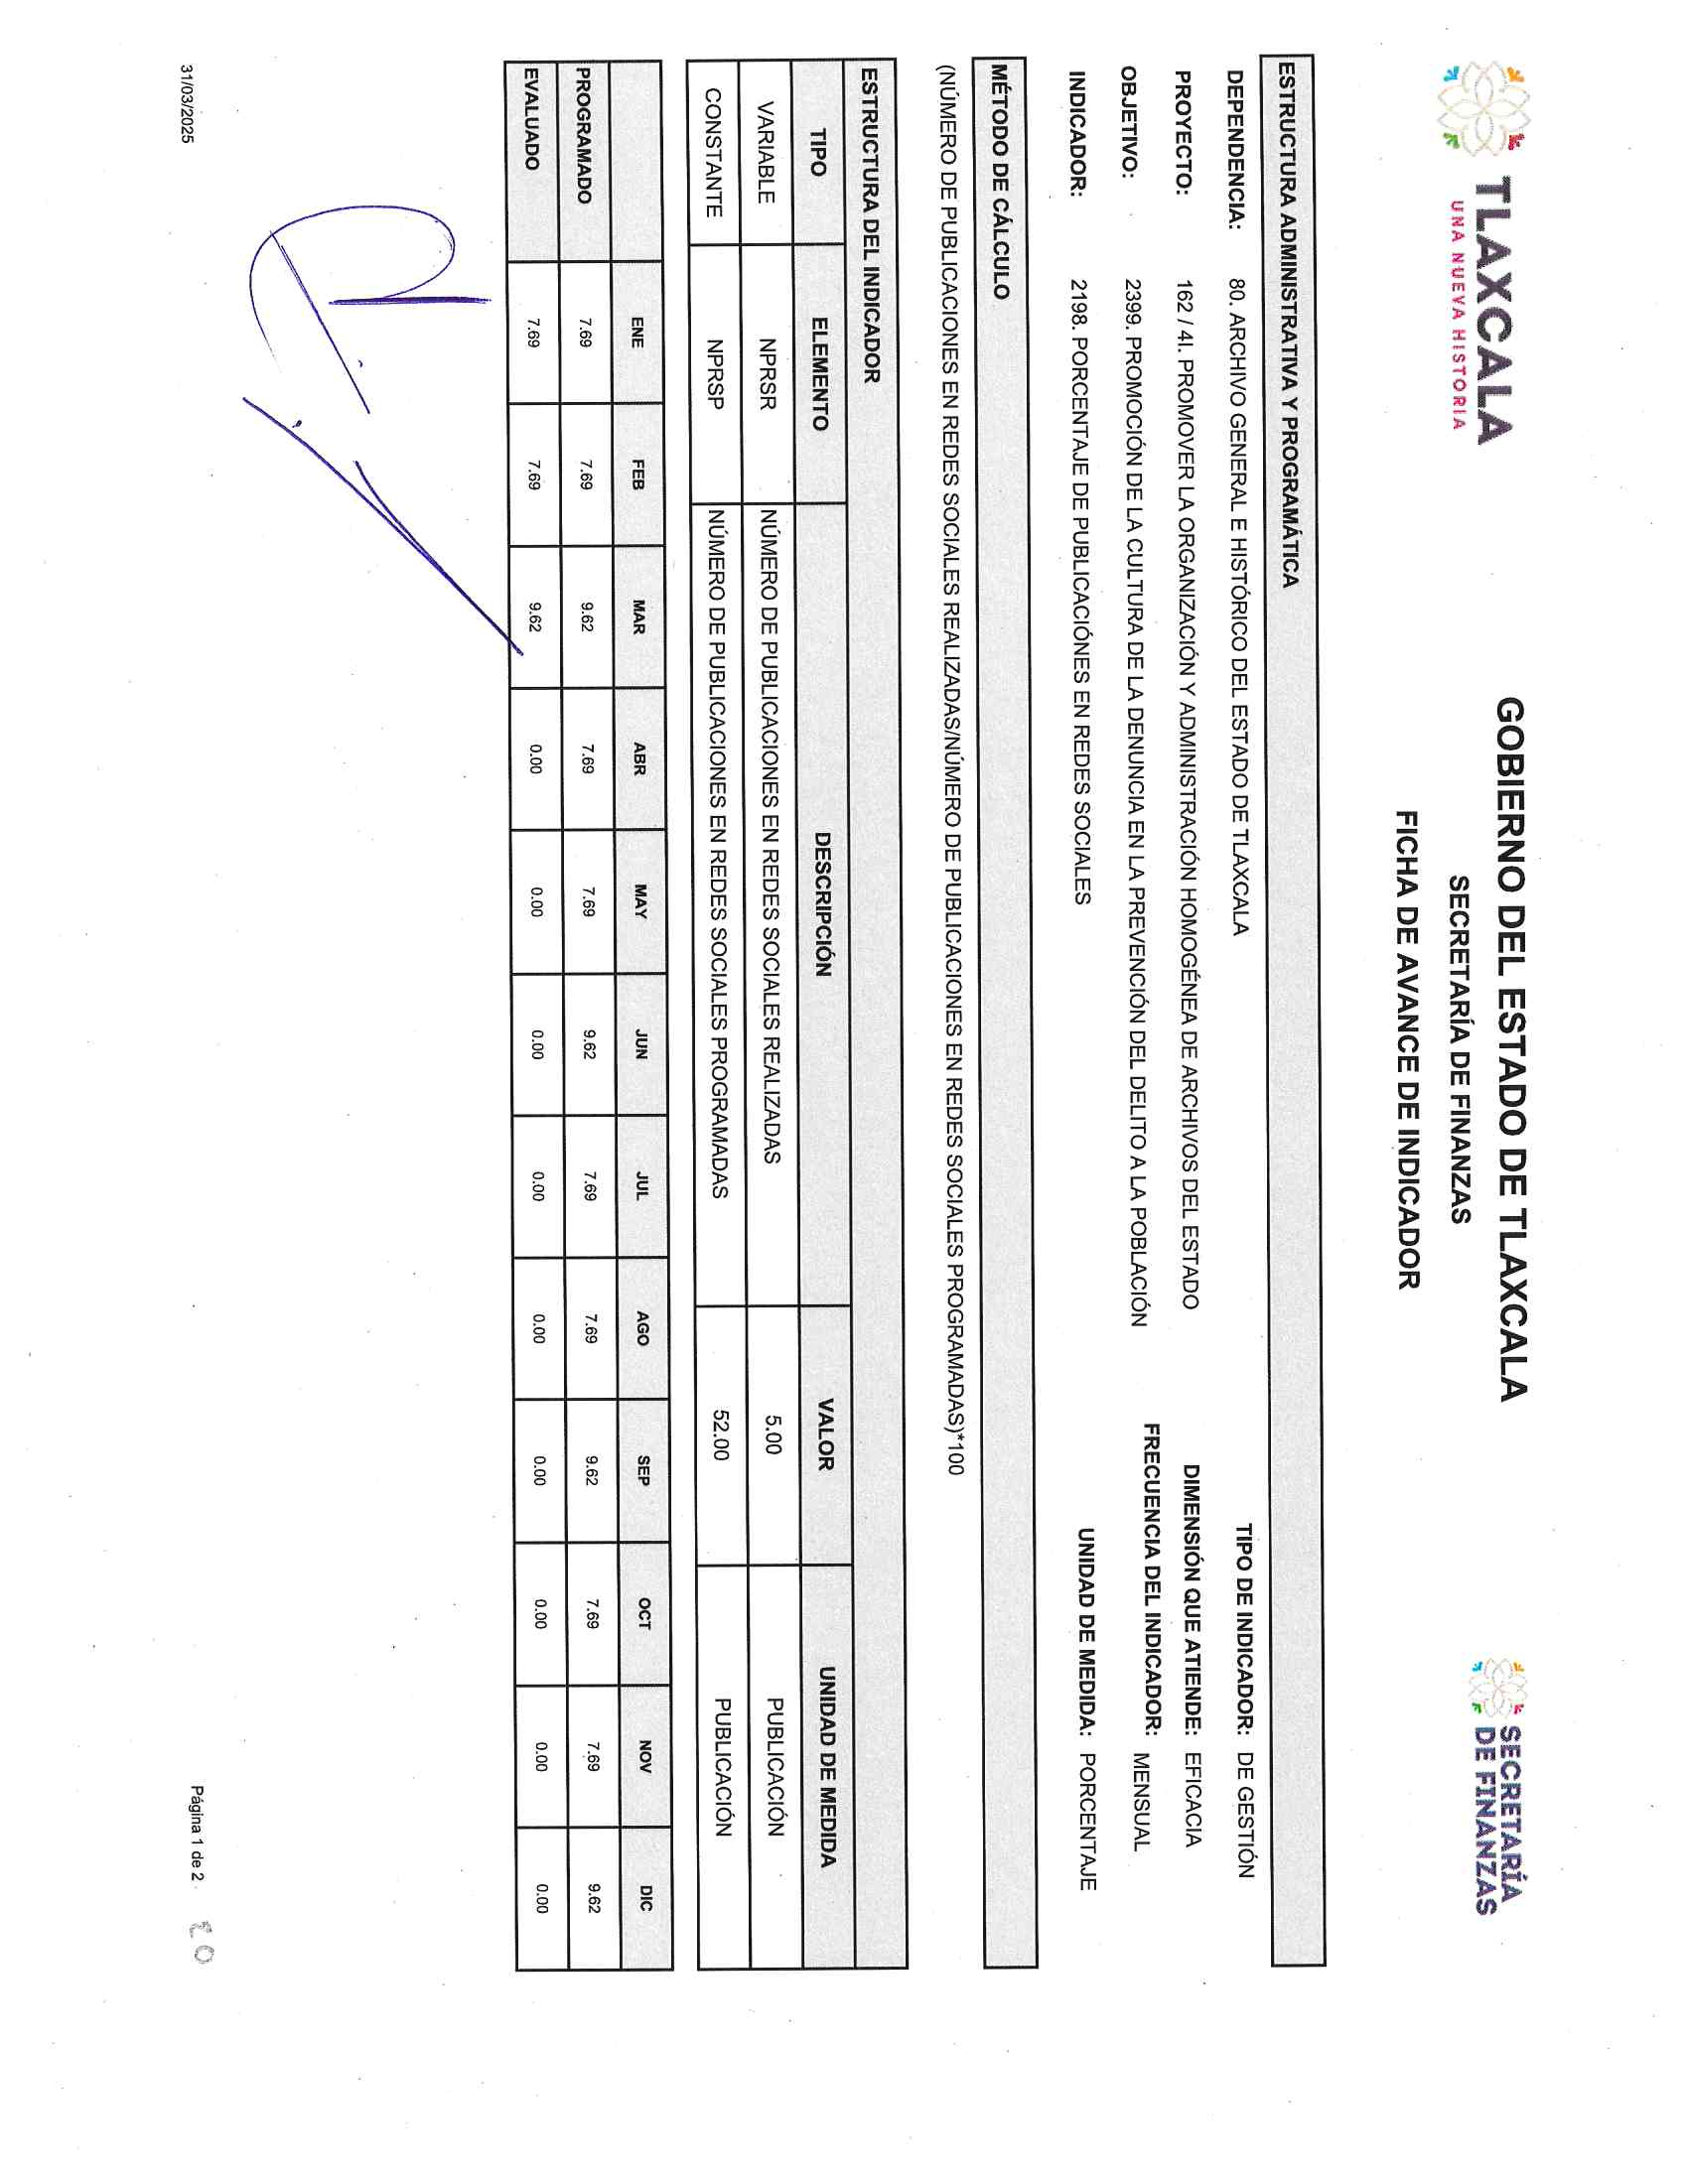 TLAXCALA
UNA NUEVA HISTORIA
GOBIERNO DEL ESTADO DE TLAXCALA
SECRETARÍA DE FINANZAS
FICHA DE AVANCE DE INDICADOR
SECRETARÍA
DE FINANZAS
ESTRUCTURA ADMINISTRATIVA Y PROGRAMÁTICA
DEPENDENCIA: 80. ARCHIVO GENERAL E HISTÓRICO DEL ESTADO DE TLAXCALA TIPO DE INDICADOR: DE GESTIÓN
PROYECTO: 162 / 4I. PROMOVER LA ORGANIZACIÓN Y ADMINISTRACIÓN HOMOGÉNEA DE ARCHIVOS DEL ESTADO DIMENSIÓN QUE ATIENDE: EFICACIA
OBJETIVO: 2399. PROMOCIÓN DE LA CULTURA DE LA DENUNCIA EN LA PREVENCIÓN DEL DELITO A LA POBLACIÓN FRECUENCIA DEL INDICADOR: MENSUAL
INDICADOR: 2198. PORCENTAJE DE PUBLICACIÓNES EN REDES SOCIALES UNIDAD DE MEDIDA: PORCENTAJE
MÉTODO DE CÁLCULO
(NÚMERO DE PUBLICACIONES EN REDES SOCIALES REALIZADAS/NÚMERO DE PUBLICACIONES EN REDES SOCIALES PROGRAMADAS)*100
ESTRUCTURA DEL INDICADOR
TIPO ELEMENTO DESCRIPCIÓN VALOR UNIDAD DE MEDIDA
VARIABLE NPRSR NÚMERO DE PUBLICACIONES EN REDES SOCIALES REALIZADAS 5.00 PUBLICACIÓN
CONSTANTE NPRSP NÚMERO DE PUBLICACIONES EN REDES SOCIALES PROGRAMADAS 52.00 PUBLICACIÓN
ENE FEB MAR ABR MAY JUN JUL AGO SEP OCT NOV DIC
PROGRAMADO 7.69 7.69 9.62 7.69 7.69 9.62 7.69 7.69 9.62 7.69 7.69 9.62
EVALUADO 7.69 7.69 9.62 0.00 0.00 0.00 0.00 0.00 0.00 0.00 0.00 0.00
31/03/2025 Página 1 de 2